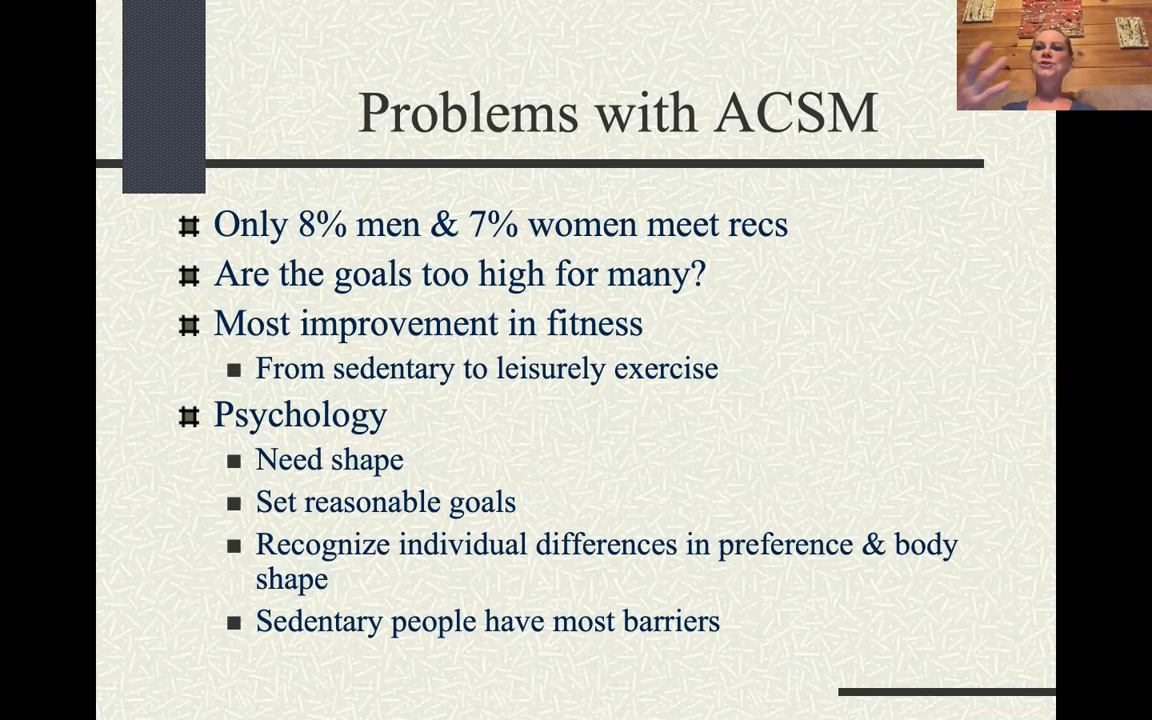 Problems with ACSM
Only 8% men & 7% women meet recs
Are the goals too high for many?
Most improvement in fitness
From sedentary to leisurely exercise
Psychology
Need shape
Set reasonable goals
Recognize individual differences in preference & body
shape
Sedentary people have most barriers